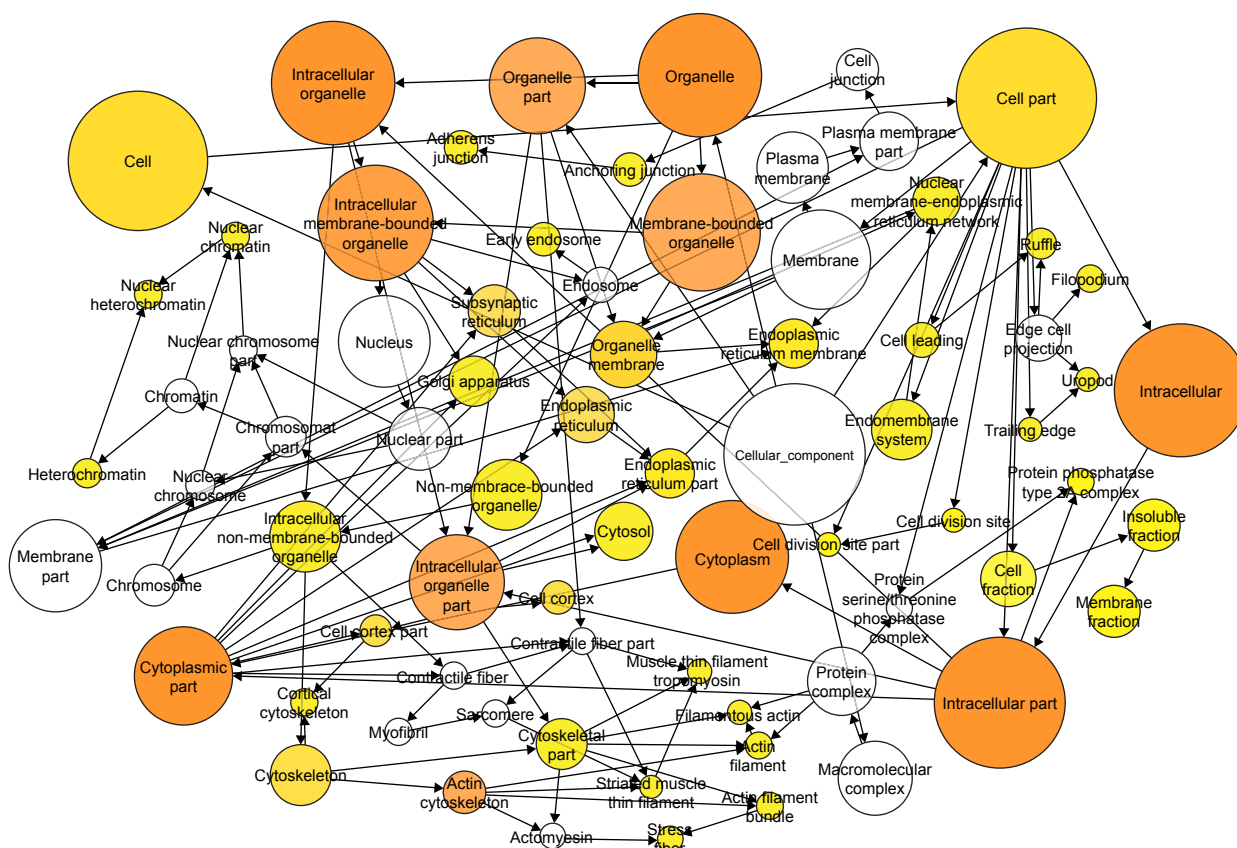 Intracellular
organelle
Organelle
part
Organelle
Cell
junction
Cell part
Cell
Adherens
junction
Anchoring junction
Plasma
membrane
Plasma membrane
part
Intracellular
membrane-bounded
organelle
Nuclear
chromatin
Early endosome
Membrane-bounded
organelle
Membrane
Nuclear
membrane-endoplasmic
reticulum network
Ruffle
Filopodium
Nuclear
heterochromatin
Endosome
Subsynaptic
reticulum
Nucleus
Nuclear chromosome
part
Organelle
membrane
Endoplasmic
reticulum membrane
Cell leading
Edge cell
projection
Uropod
Intracellular
Golgi apparatus
Chromatin
Endoplasmic
reticulum
Chromosomat
part
Nuclear part
Cellular_component
Endomembrane
system
Trailing edge
Heterochromatin
Nuclear
chromosome
Non-membrace-bounded
organelle
Endoplasmic
reticulum part
Protein phosphatase
type 2A complex
Intracellular
non-membrane-bounded
organelle
Cytosol
Cell division site
Insoluble
fraction
Membrane
part
Chromosome
Intracellular
organelle
part
Cytoplasm
Cell division site part
Cell
fraction
Membrane
fraction
Protein
serine/threonine
phosphatase
complex
Cell cortex
Cell cortex part
Contractile fiber part
Cytoplasmic
part
Contractile fiber
Muscle thin filament
tropomyosin
Protein
complex
Intracellular part
Cortical
cytoskeleton
Myofibril
Sarcomere
Filamentous actin
Cytoskeletal
part
Actin
filament
Cytoskeleton
Actin
cytoskeleton
Striated muscle
thin filament
Actin filament
bundle
Macromolecular
complex
Actomyesin
Stress
fiber